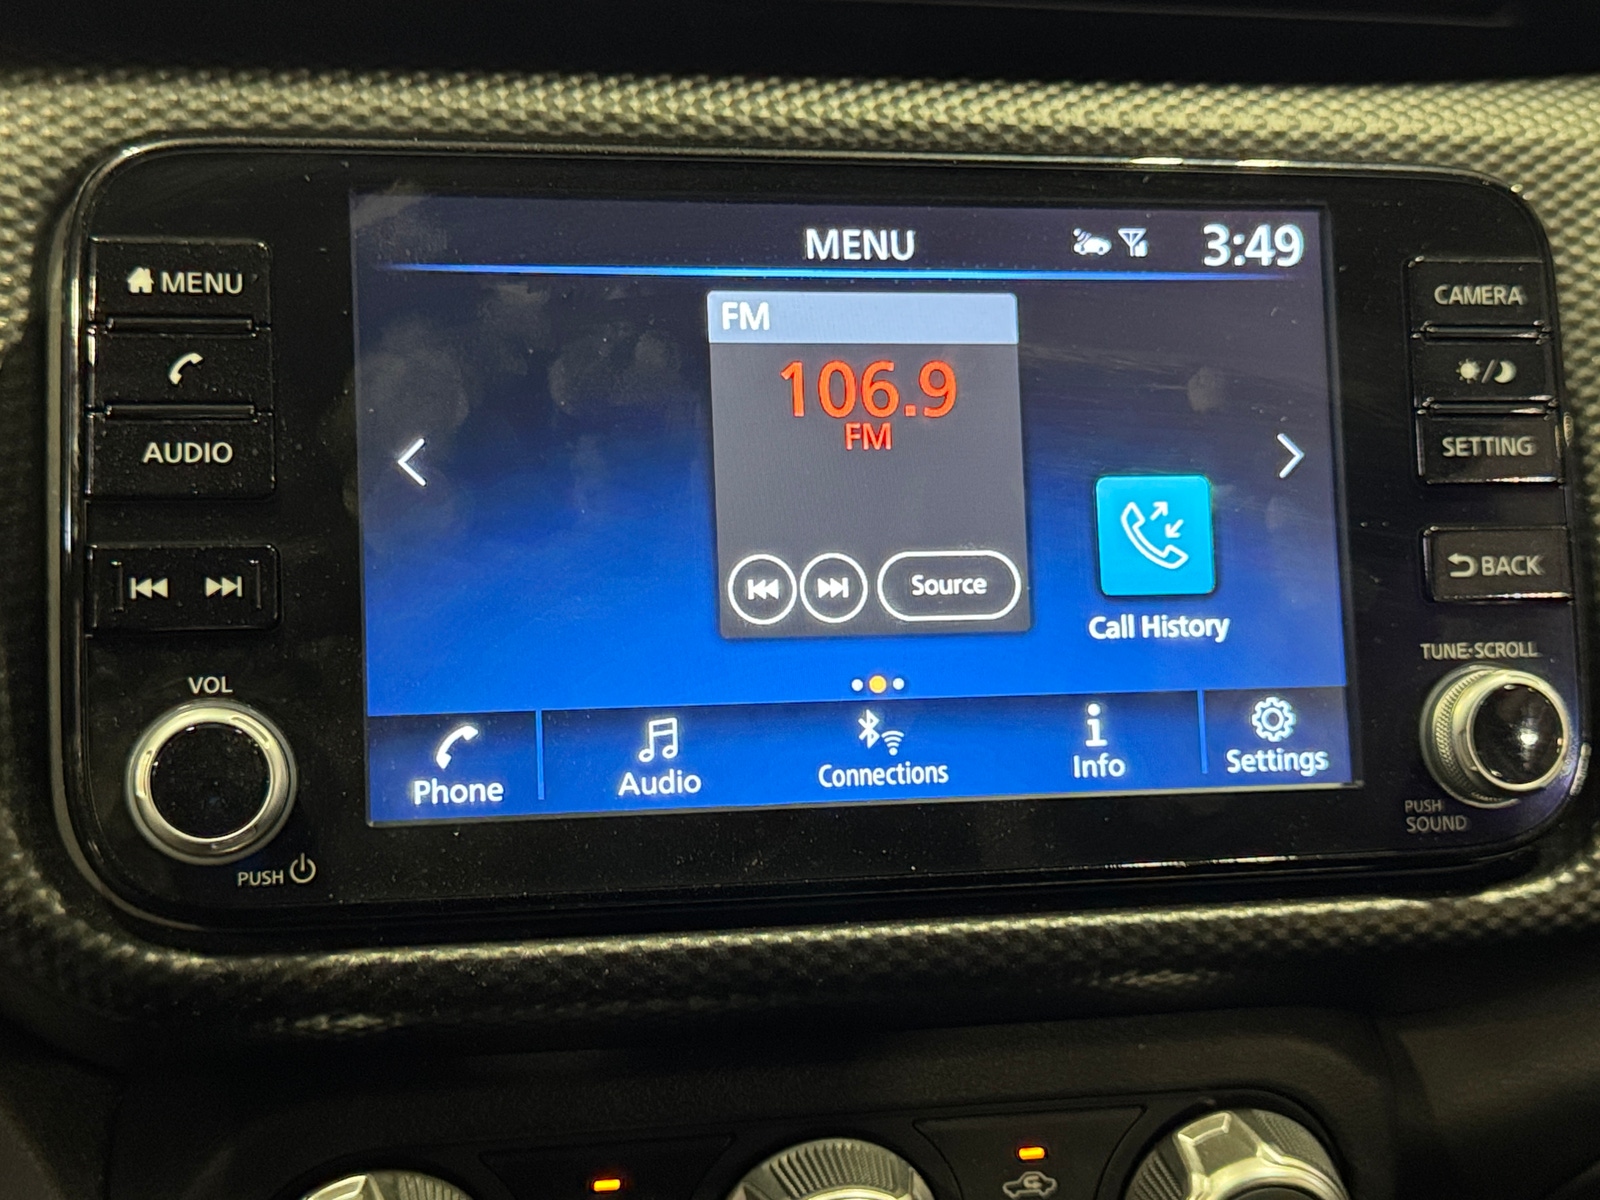 MENU
AUDIO
VOL
PUSH
MENU
3:49
FM
106.9
FM
Source
Call History
Phone
Audio
Connections
Info
Settings
CAMERA
SETTING
BACK
TUNE·SCROLL
PUSH
SOUND